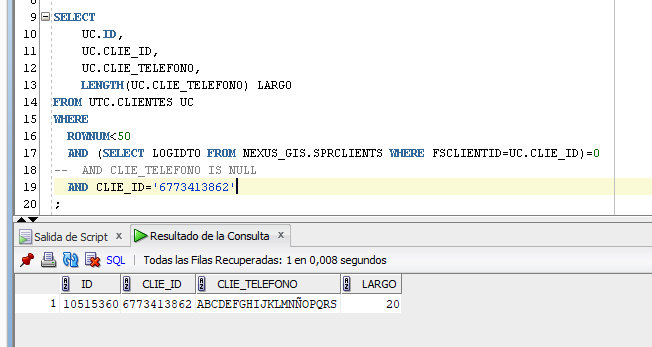 9 SELECT
10 UC.ID,
11 UC.CLIE_ID,
12 UC.CLIE_TELEFONO,
13 LENGTH(UC.CLIE_TELEFONO) LARGO
14 FROM UTC.CLIENTES UC
15 WHERE
16 ROWNUM<50
17 AND (SELECT LOGIDTO FROM NEXUS_GIS.SPRCLIENTS WHERE FSCLIENTID=UC.CLIE_ID)=0
18 -- AND CLIE_TELEFONO IS NULL
19 AND CLIE_ID='6773413862'
20 ;
Salida de Script x Resultado de la Consulta x
SQL | Todas las Filas Recuperadas: 1 en 0,008 segundos
ID CLIE_ID CLIE_TELEFONO LARGO
1 10515360 6773413862 ABCDEFGHIJKLMNÑOPQRS 20